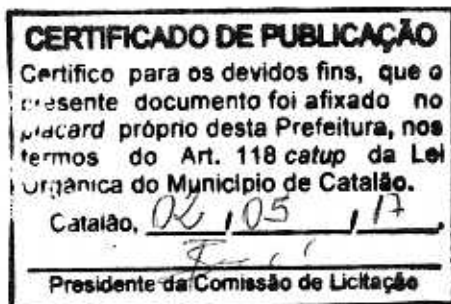 CERTIFICADO DE PUBLICAÇÃO
Certifico para os devidos fins, que o
presente documento foi afixado no
placard próprio desta Prefeitura, nos
termos do Art. 118 catup da Lei
Orgânica do Município de Catalão.
Catalão, 02 / 05 / 17.
Presidente da Comissão de Licitação